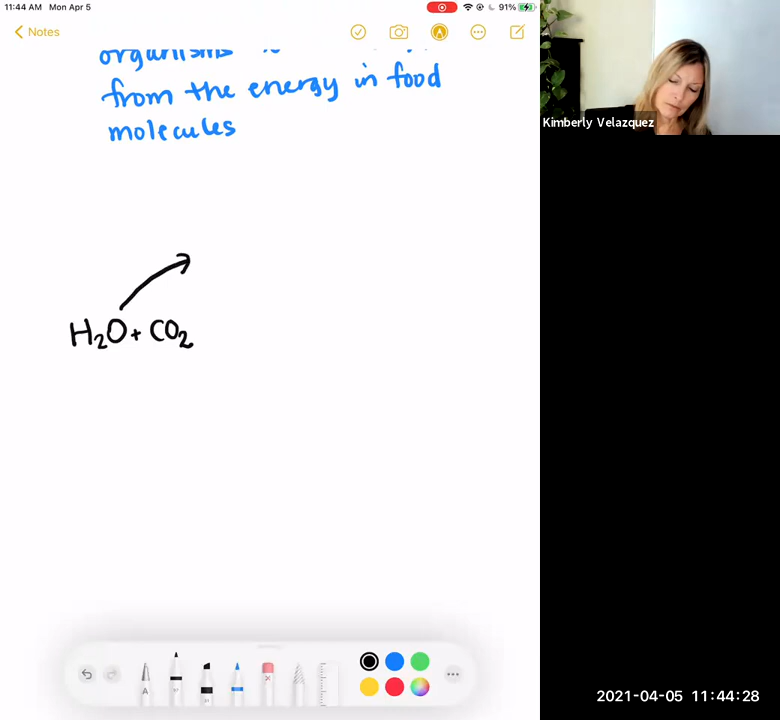 11:44 AM Mon Apr 5
91%
Notes
organisms
from the energy in food
molecules
H₂O + CO₂
Kimberly Velazquez
A
2021-04-05 11:44:28